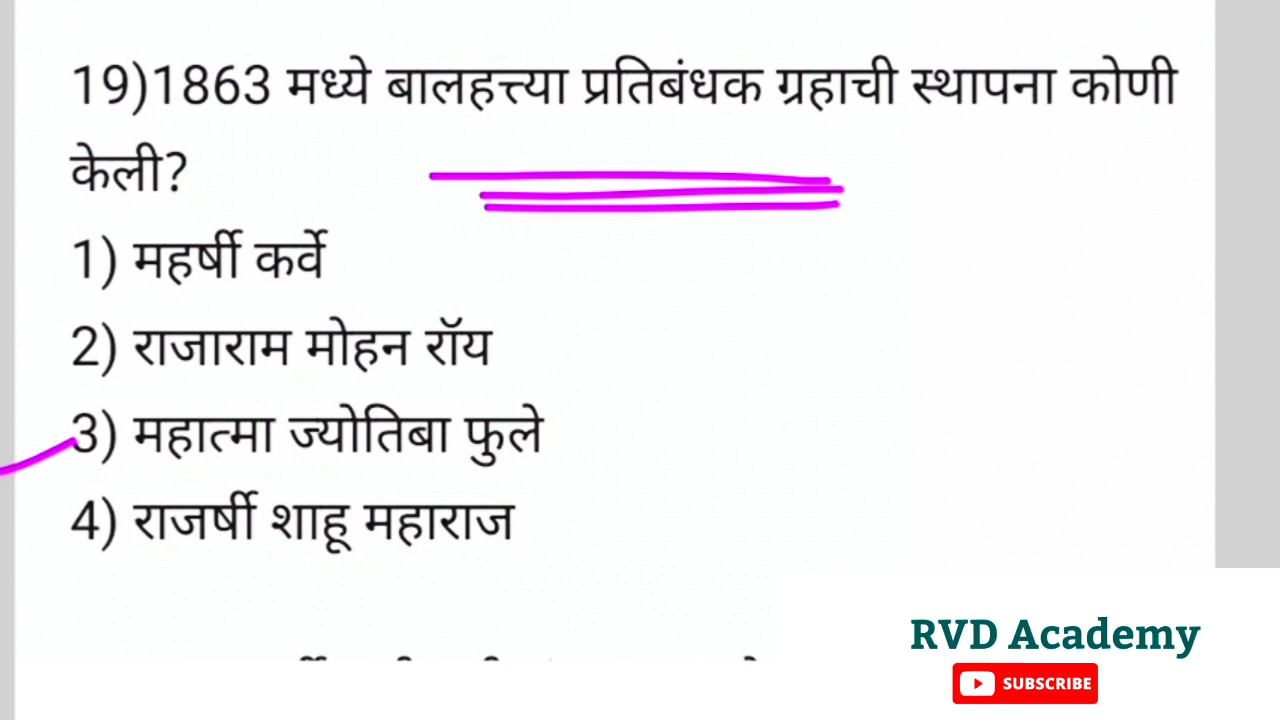 19)1863 मध्ये बालहत्त्या प्रतिबंधक ग्रहाची स्थापना कोणी
केली?
1) महर्षी कर्वे
2) राजाराम मोहन रॉय
3) महात्मा ज्योतिबा फुले
4) राजर्षी शाहू महाराज
RVD Academy
SUBSCRIBE